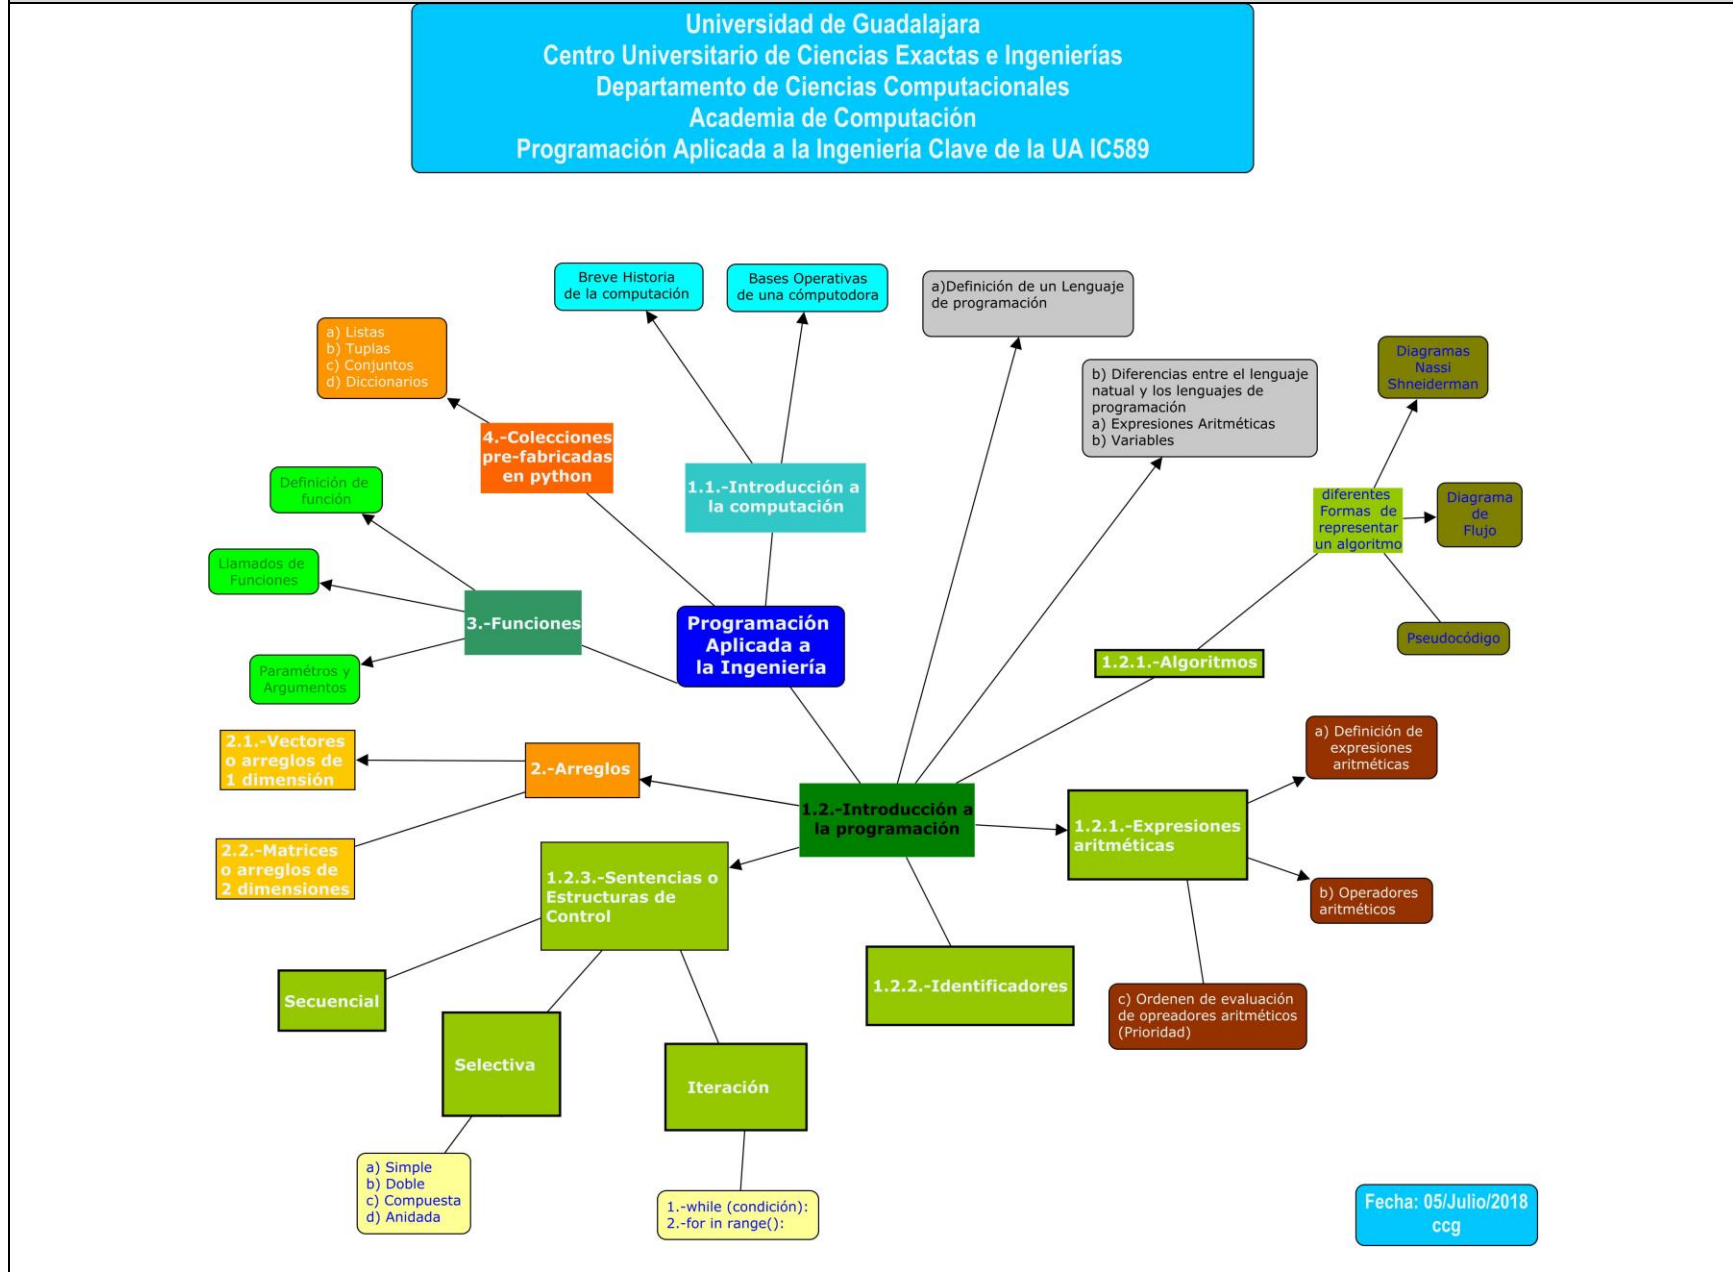 Universidad de Guadalajara
Centro Universitario de Ciencias Exactas e Ingenierías
Departamento de Ciencias Computacionales
Academia de Computación
Programación Aplicada a la Ingeniería Clave de la UA IC589
Breve Historia
de la computación
Bases Operativas
de una cómputodora
a)Definición de un Lenguaje
de programación
a) Listas
b) Tuplas
c) Conjuntos
d) Diccionarios
Diagramas
Nassi
Shneiderman
b) Diferencias entre el lenguaje
natual y los lenguajes de
programación
a) Expresiones Aritméticas
b) Variables
4.-Colecciones
pre-fabricadas
en python
1.1.-Introducción a
la computación
Definición de
función
diferentes
Formas de
representar
un algoritmo
Diagrama
de
Flujo
Llamados de
Funciones
3.-Funciones
Programación
Aplicada a
la Ingeniería
Pseudocódigo
1.2.1.-Algoritmos
Paramétros y
Argumentos
2.1.-Vectores
o arreglos de
1 dimensión
2.-Arreglos
a) Definición de
expresiones
aritméticas
1.2.-Introducción a
la programación
1.2.1.-Expresiones
aritméticas
2.2.-Matrices
o arreglos de
2 dimensiones
1.2.3.-Sentencias o
Estructuras de
Control
b) Operadores
aritméticos
Secuencial
1.2.2.-Identificadores
c) Ordenen de evaluación
de opreadores aritméticos
(Prioridad)
Selectiva
Iteración
a) Simple
b) Doble
c) Compuesta
d) Anidada
1.-while (condición):
2.-for in range():
Fecha: 05/Julio/2018
ccg